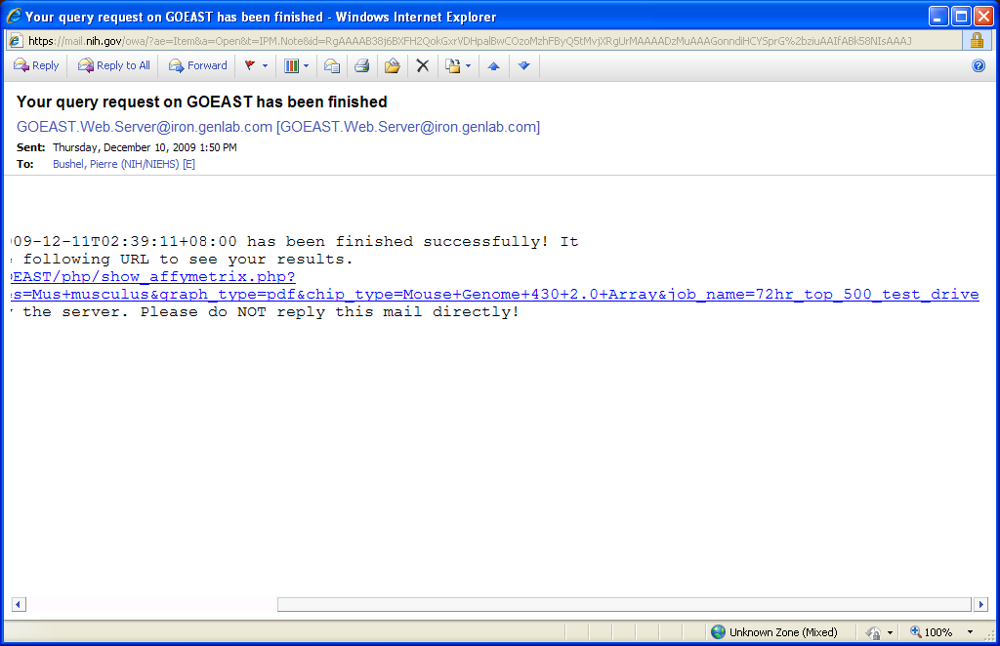 Your query request on GOEAST has been finished - Windows Internet Explorer
https://mail.nih.gov/owa/?ae=Item&a=Open&t=IPM.Note&id=RgAAAAB38j6BXFH2QokGxrVDHpalBwCOzoMzhFByQ5tMvjXRgUrMAAAADzMuAAAGonndiHCYSprG%2bziuAAIfABk58NIsAAAJ
Reply Reply to All Forward
Your query request on GOEAST has been finished
GOEAST.Web.Server@iron.genlab.com [GOEAST.Web.Server@iron.genlab.com]
Sent: Thursday, December 10, 2009 1:50 PM
To: Bushel, Pierre (NIH/NIEHS) [E]
09-12-11T02:39:11+08:00 has been finished successfully! It
following URL to see your results.
EAST/php/show_affymetrix.php?
s=Mus+musculus&graph_type=pdf&chip_type=Mouse+Genome+430+2.0+Array&job_name=72hr_top_500_test_drive
the server. Please do NOT reply this mail directly!
Unknown Zone (Mixed) 100%